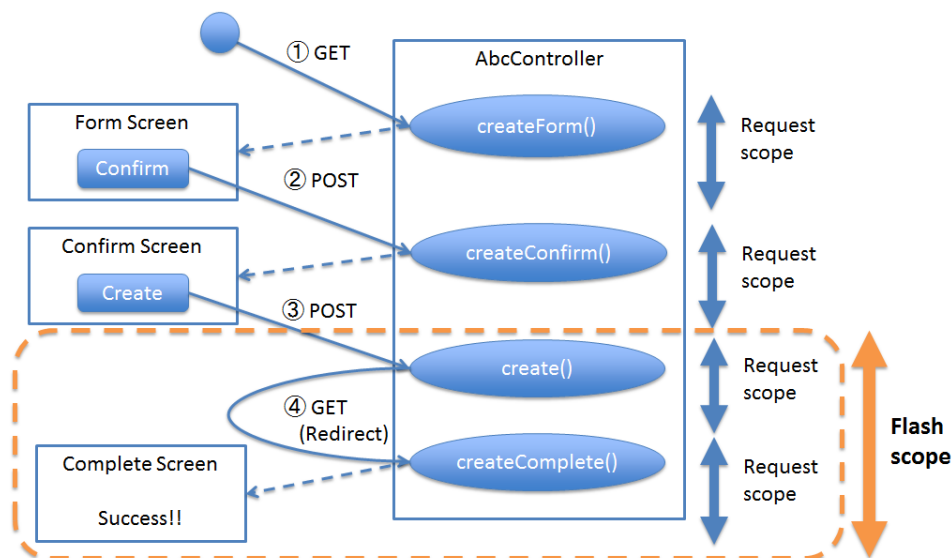 ① GET
AbcController
createForm()
Request
scope
Form Screen
Confirm
② POST
createConfirm()
Request
scope
Confirm Screen
Create
③ POST
create()
Request
scope
④ GET
(Redirect)
Flash
scope
createComplete()
Request
scope
Complete Screen
Success!!